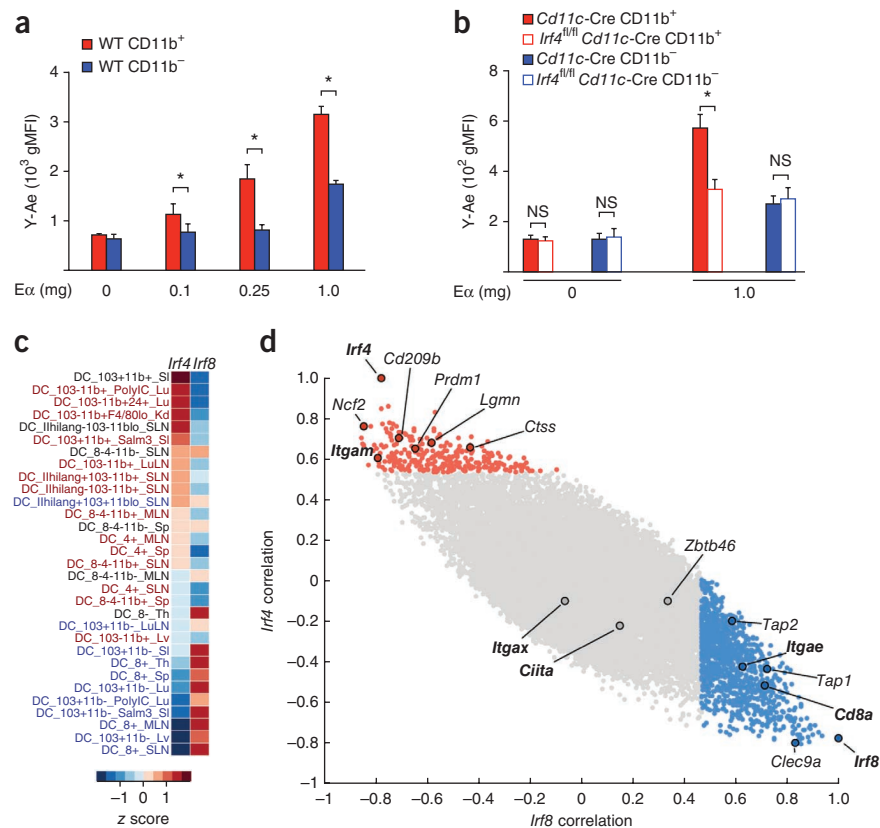 a
WT CD11b+
WT CD11b−
Y-Ae (10³ gMFI)
4
3
2
1
* * *
Eα (mg) 0 0.1 0.25 1.0
b
Cd11c-Cre CD11b+
Irf4fl/fl Cd11c-Cre CD11b+
Cd11c-Cre CD11b−
Irf4fl/fl Cd11c-Cre CD11b−
Y-Ae (10² gMFI)
8
6
4
2
NS NS * NS
Eα (mg) 0 1.0
c
Irf4 Irf8
DC_103+11b+_SI
DC_103-11b+_PolyIC_Lu
DC_103-11b+24+_Lu
DC_103-11b+F4/80lo_Kd
DC_IIhilang-103-11blo_SLN
DC_103+11b+_Salm3_SI
DC_8-4-11b-_SLN
DC_103-11b+_LuLN
DC_IIhilang+103-11b+_SLN
DC_IIhilang-103-11b+_SLN
DC_IIhilang+103+11blo_SLN
DC_8-4-11b+_MLN
DC_8-4-11b-_Sp
DC_4+_MLN
DC_4+_Sp
DC_8-4-11b+_SLN
DC_8-4-11b-_MLN
DC_4+_SLN
DC_8-4-11b+_Sp
DC_8-_Th
DC_103+11b-_LuLN
DC_103-11b+_Lv
DC_103+11b-_SI
DC_8+_Th
DC_8+_Sp
DC_103+11b-_Lu
DC_103+11b-_PolyIC_Lu
DC_103+11b-_Salm3_SI
DC_8+_MLN
DC_103+11b-_Lv
DC_8+_SLN
−1 0 1
z score
d
Irf4 correlation
1.0
0.8
0.6
0.4
0.2
0
−0.2
−0.4
−0.6
−0.8
−1
Irf4
Cd209b
Prdm1
Lgmn
Ncf2
Ctss
Itgam
Zbtb46
Itgax
Ciita
Tap2
Itgae
Tap1
Cd8a
Clec9a
Irf8
−1 −0.8 −0.6 −0.4 −0.2 0 0.2 0.4 0.6 0.8 1.0
Irf8 correlation